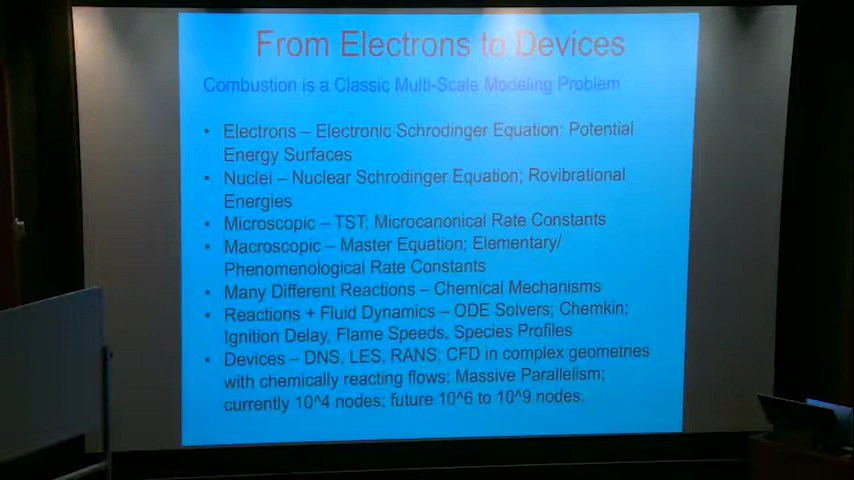 From Electrons to Devices
Combustion is a Classic Multi-Scale Modeling Problem
• Electrons – Electronic Schrodinger Equation: Potential
Energy Surfaces
• Nuclei – Nuclear Schrodinger Equation; Rovibrational
Energies
• Microscopic – TST; Microcanonical Rate Constants
• Macroscopic – Master Equation; Elementary/
Phenomenological Rate Constants
• Many Different Reactions – Chemical Mechanisms
• Reactions + Fluid Dynamics – ODE Solvers; Chemkin;
Ignition Delay, Flame Speeds, Species Profiles
• Devices – DNS, LES, RANS; CFD in complex geometries
with chemically reacting flows; Massive Parallelism;
currently 10^4 nodes; future 10^6 to 10^9 nodes.